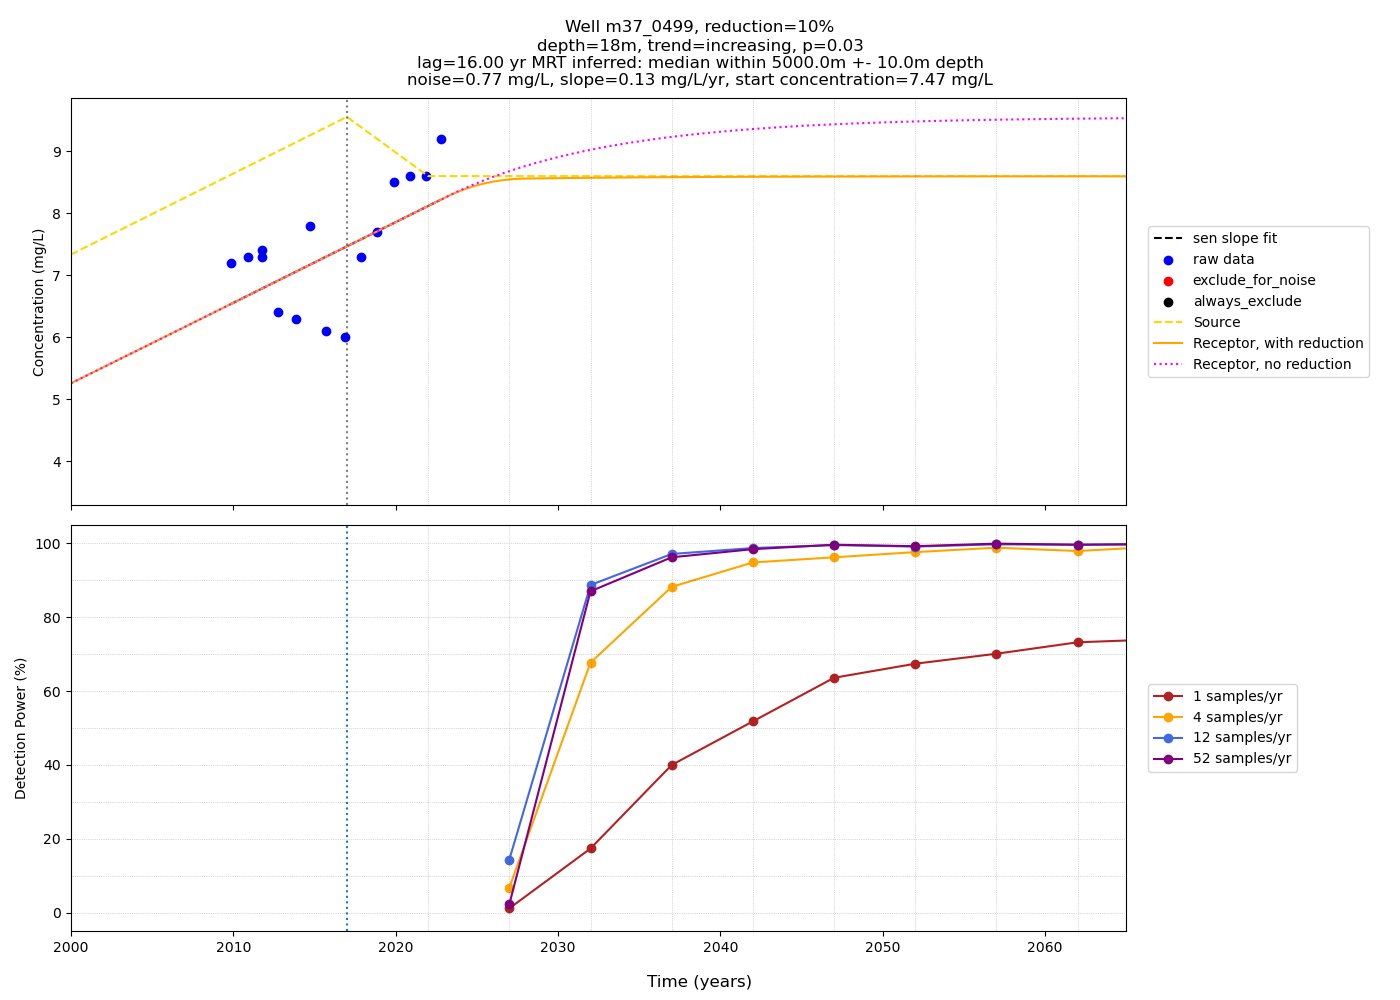 Well m37_0499, reduction=10%
depth=18m, trend=increasing, p=0.03
lag=16.00 yr MRT inferred: median within 5000.0m +- 10.0m depth
noise=0.77 mg/L, slope=0.13 mg/L/yr, start concentration=7.47 mg/L
Concentration (mg/L)
9
8
7
6
5
4
sen slope fit
raw data
exclude_for_noise
always_exclude
Source
Receptor, with reduction
Receptor, no reduction
Detection Power (%)
100
80
60
40
20
0
1 samples/yr
4 samples/yr
12 samples/yr
52 samples/yr
2000 2010 2020 2030 2040 2050 2060
Time (years)